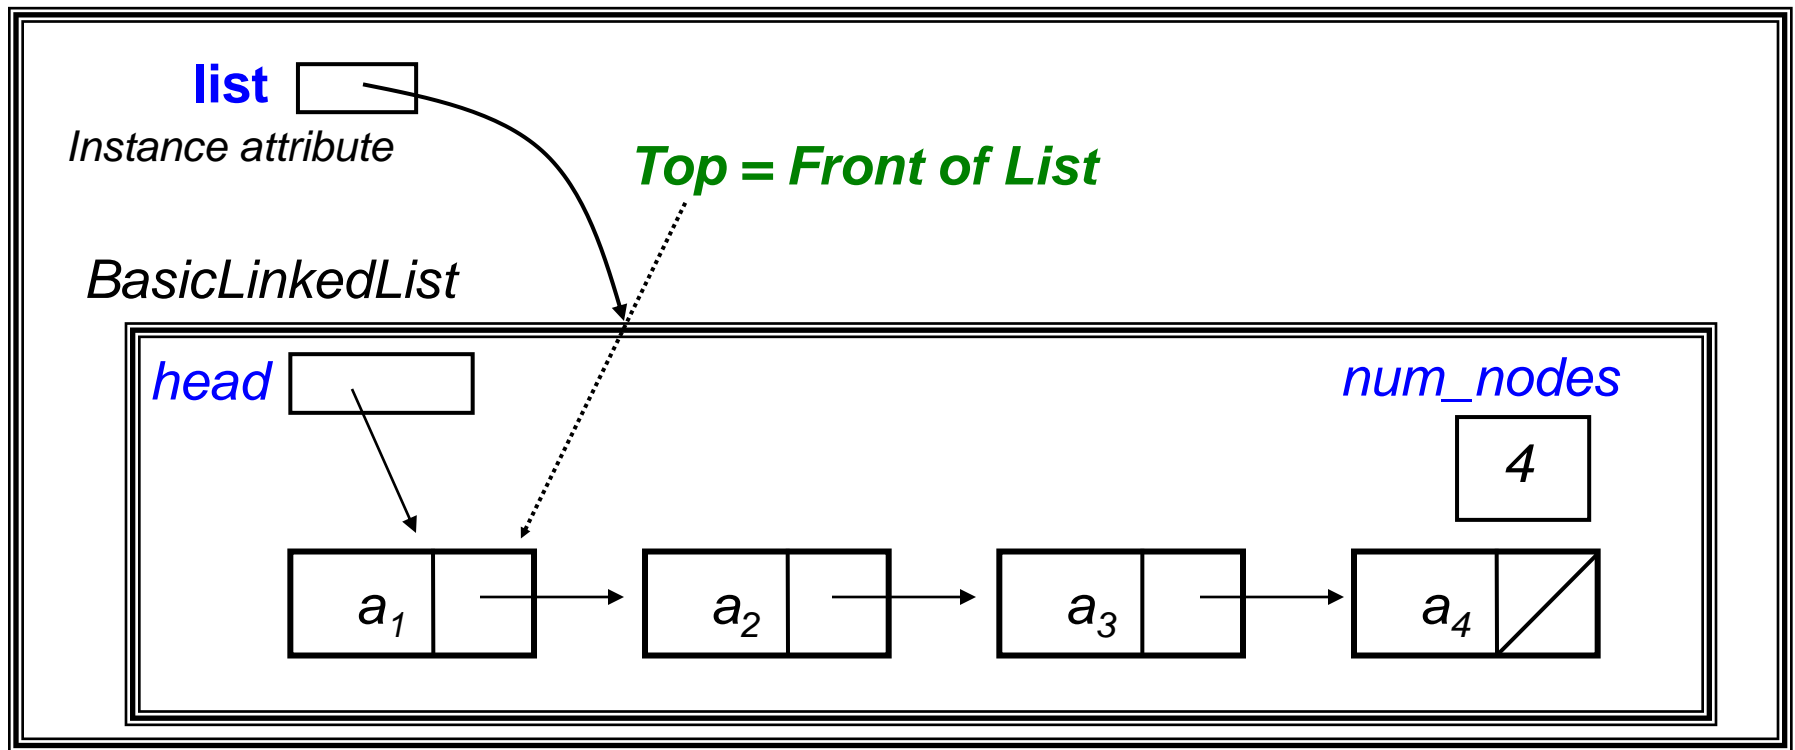 list
Instance attribute
Top = Front of List
BasicLinkedList
head
num_nodes
4
a1
a2
a3
a4